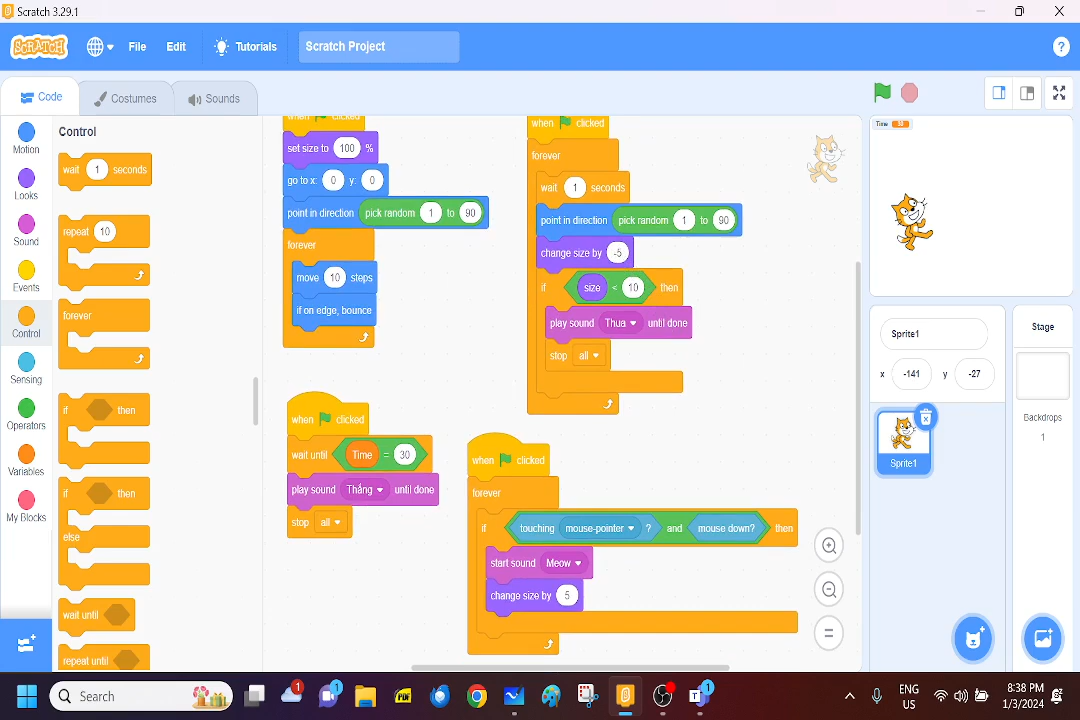 Scratch 3.29.1
SCRATCH
File
Edit
Tutorials
Scratch Project
?
Code
Costumes
Sounds
Motion
Looks
Sound
Events
Control
Sensing
Operators
Variables
My Blocks
Control
wait 1 seconds
repeat 10
forever
if then
if then
else
wait until
repeat until
clicked
set size to 100 %
go to x: 0 y: 0
point in direction pick random 1 to 90
forever
move 10 steps
if on edge, bounce
when clicked
forever
wait 1 seconds
point in direction pick random 1 to 90
change size by -5
if size < 10 then
play sound Thua until done
stop all
when clicked
wait until Time = 30
play sound Thắng until done
stop all
when clicked
forever
if touching mouse-pointer ? and mouse down? then
start sound Meow
change size by 5
Time
Sprite1
x -141 y -27
Sprite1
Stage
Backdrops
1
Search
1
1
PDF
1
ENG
US
8:38 PM
1/3/2024